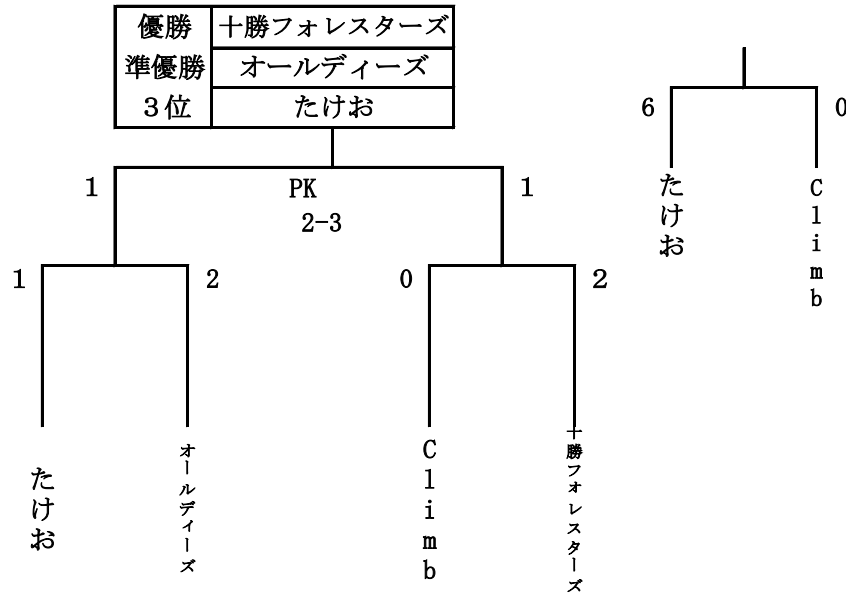 優勝 十勝フォレスターズ
準優勝 オールディーズ
３位 たけお
6 0
たけお
Climb
1 PK 1
2-3
1 2 0 2
たけお
オールディーズ
Climb
十勝フォレスターズ